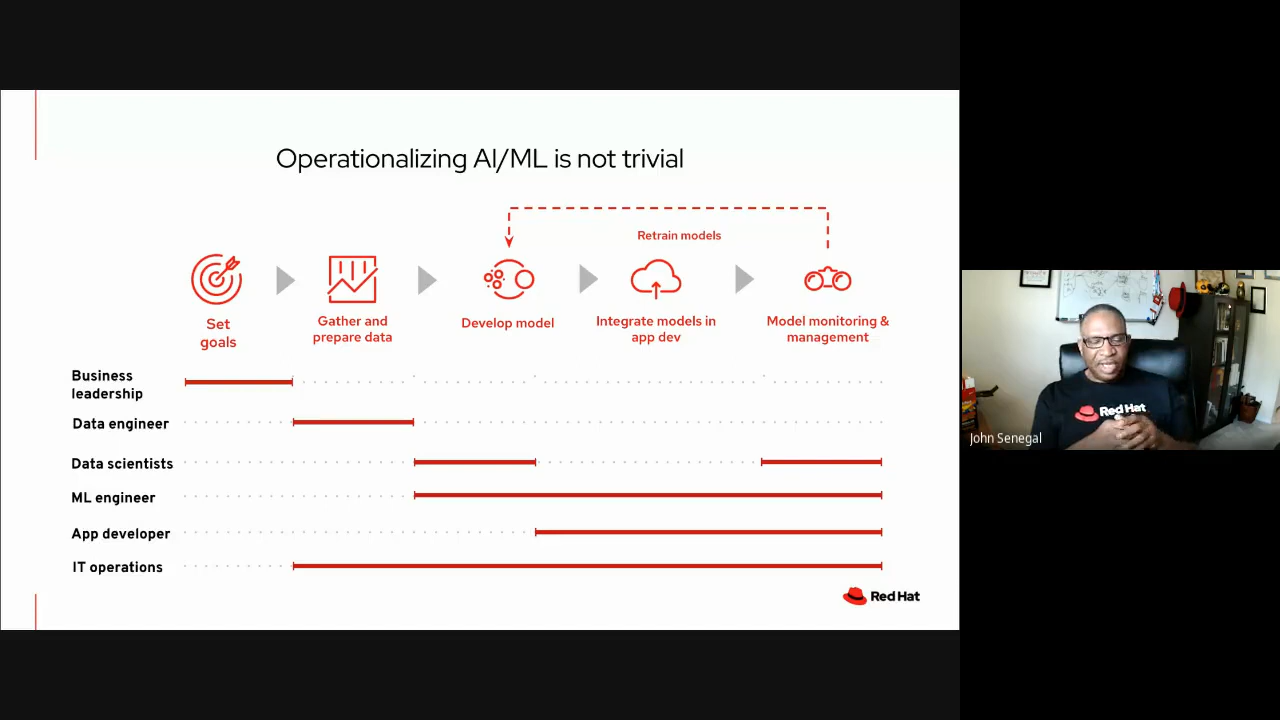 Operationalizing AI/ML is not trivial
Retrain models
Set
goals
Gather and
prepare data
Develop model
Integrate models in
app dev
Model monitoring &
management
Business
leadership
Data engineer
Data scientists
ML engineer
App developer
IT operations
Red Hat
Red Hat
John Senegal